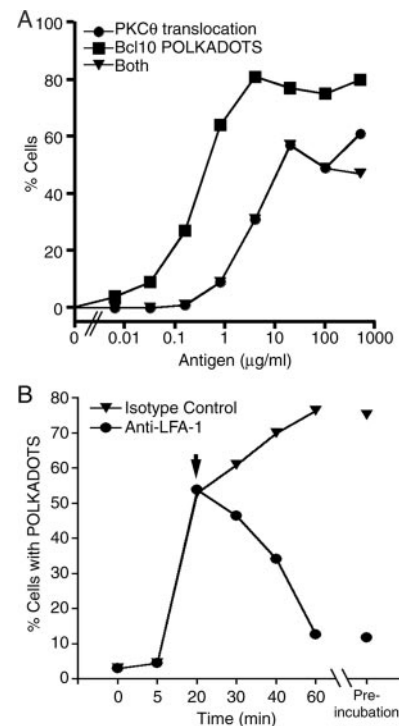 A
PKCθ translocation
Bcl10 POLKADOTS
Both
100
80
60
40
20
0
% Cells
0 0.01 0.1 1 10 100 1000
Antigen (µg/ml)
B
Isotype Control
Anti-LFA-1
80
70
60
50
40
30
20
10
0
% Cells with POLKADOTS
0 5 20 30 40 60 Pre-
incubation
Time (min)